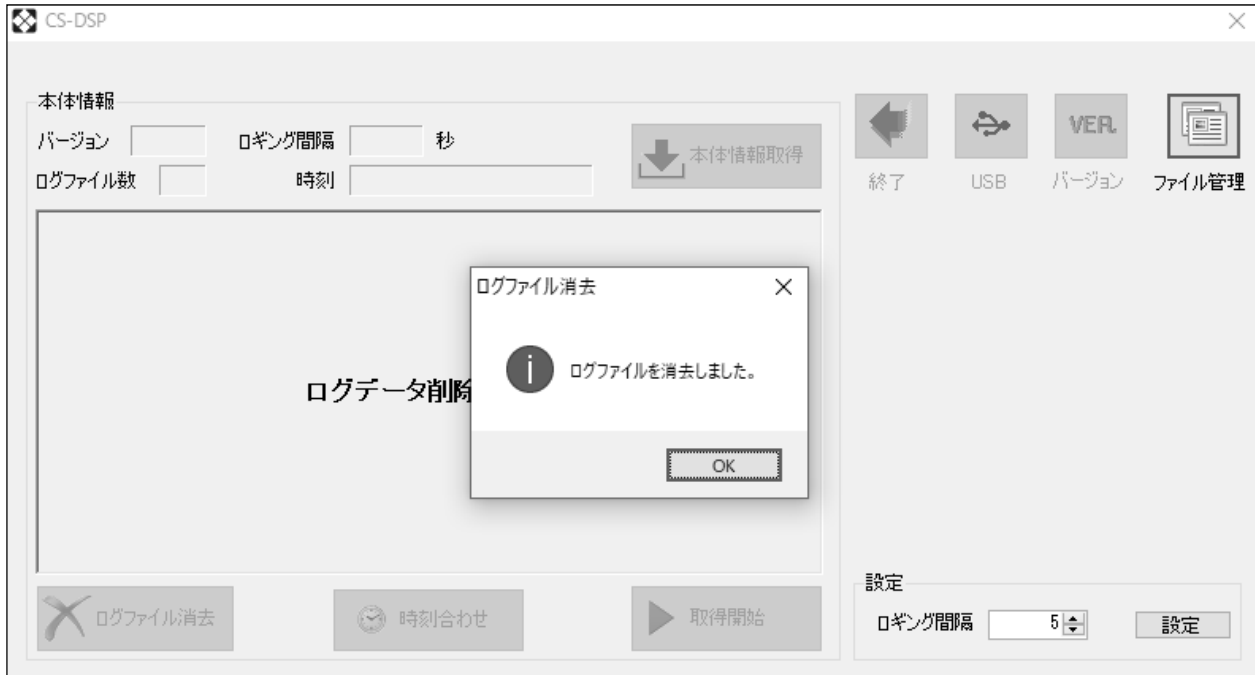 CS-DSP
本体情報
バージョン
ロギング間隔 秒
本体情報取得
ログファイル数
時刻
終了
USB
VER.
バージョン
ファイル管理
ログデータ削除
ログファイル消去
ログファイルを消去しました。
OK
ログファイル消去
時刻合わせ
取得開始
設定
ロギング間隔 5
設定